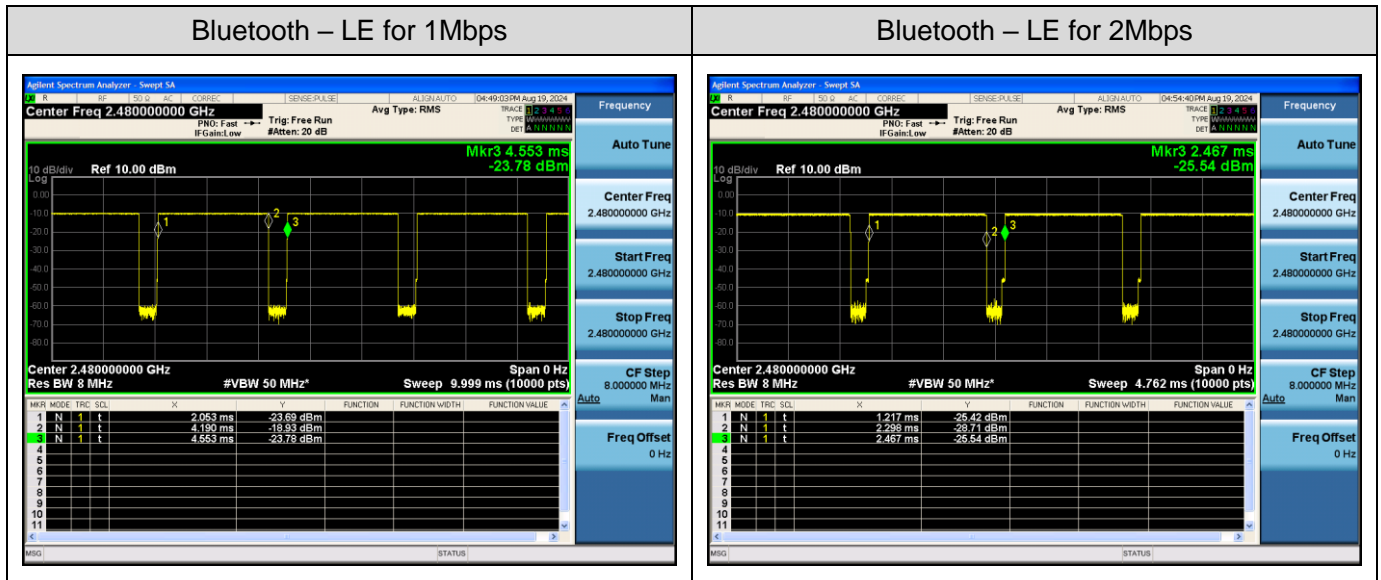 Bluetooth – LE for 1Mbps
Bluetooth – LE for 2Mbps
Agilent Spectrum Analyzer - Swept SA
R RF 50 Ω AC CORREC SENSE:PULSE ALIGNAUTO 04:49:03 PM Aug 19, 2024
Center Freq 2.480000000 GHz
Avg Type: RMS
TRACE 1 2 3 4 5 6
PNO: Fast
Trig: Free Run
TYPE
IFGain:Low
#Atten: 20 dB
DET A N N N N N
Mkr3 4.553 ms
10 dB/div Ref 10.00 dBm -23.78 dBm
Log
0.00
-10.0
-20.0
-30.0
-40.0
-50.0
-60.0
-70.0
-80.0
1
2
3
Center 2.480000000 GHz Span 0 Hz
Res BW 8 MHz #VBW 50 MHz* Sweep 9.999 ms (10000 pts)
MKR MODE TRC SCL X Y FUNCTION FUNCTION WIDTH FUNCTION VALUE
1 N 1 t 2.053 ms -23.69 dBm
2 N 1 t 4.190 ms -18.93 dBm
3 N 1 t 4.553 ms -23.78 dBm
4
5
6
7
8
9
10
11
MSG STATUS
Frequency
Auto Tune
Center Freq
2.480000000 GHz
Start Freq
2.480000000 GHz
Stop Freq
2.480000000 GHz
CF Step
8.000000 MHz
Auto Man
Freq Offset
0 Hz
Agilent Spectrum Analyzer - Swept SA
R RF 50 Ω AC CORREC SENSE:PULSE ALIGNAUTO 04:54:40 PM Aug 19, 2024
Center Freq 2.480000000 GHz
Avg Type: RMS
TRACE 1 2 3 4 5 6
PNO: Fast
Trig: Free Run
TYPE
IFGain:Low
#Atten: 20 dB
DET A N N N N N
Mkr3 2.467 ms
10 dB/div Ref 10.00 dBm -25.54 dBm
Log
0.00
-10.0
-20.0
-30.0
-40.0
-50.0
-60.0
-70.0
-80.0
1
2
3
Center 2.480000000 GHz Span 0 Hz
Res BW 8 MHz #VBW 50 MHz* Sweep 4.762 ms (10000 pts)
MKR MODE TRC SCL X Y FUNCTION FUNCTION WIDTH FUNCTION VALUE
1 N 1 t 1.217 ms -25.42 dBm
2 N 1 t 2.298 ms -28.71 dBm
3 N 1 t 2.467 ms -25.54 dBm
4
5
6
7
8
9
10
11
MSG STATUS
Frequency
Auto Tune
Center Freq
2.480000000 GHz
Start Freq
2.480000000 GHz
Stop Freq
2.480000000 GHz
CF Step
8.000000 MHz
Auto Man
Freq Offset
0 Hz